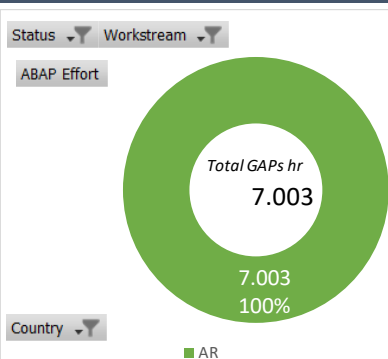 Status Workstream
ABAP Effort
Total GAPs hr
7.003
7.003
100%
Country
AR